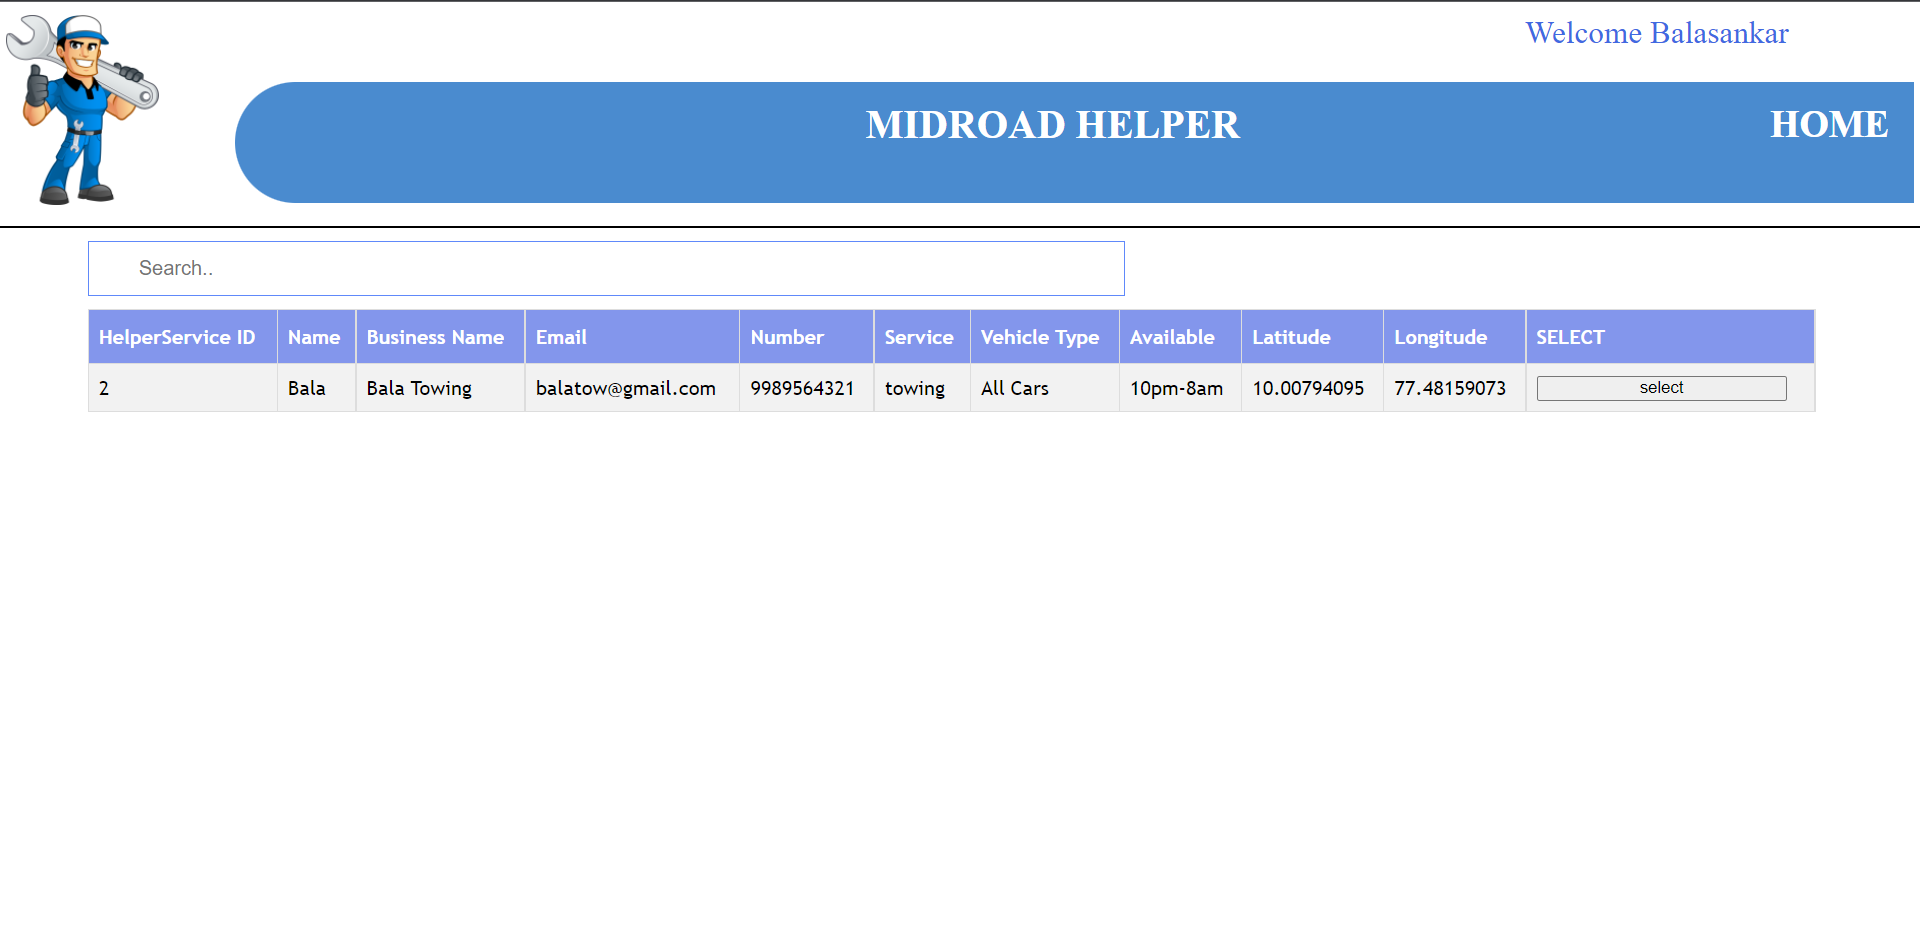 Welcome Balasankar
MIDROAD HELPER HOME
Search..
HelperService ID Name Business Name Email Number Service Vehicle Type Available Latitude Longitude SELECT
2 Bala Bala Towing balatow@gmail.com 9989564321 towing All Cars 10pm-8am 10.00794095 77.48159073 select